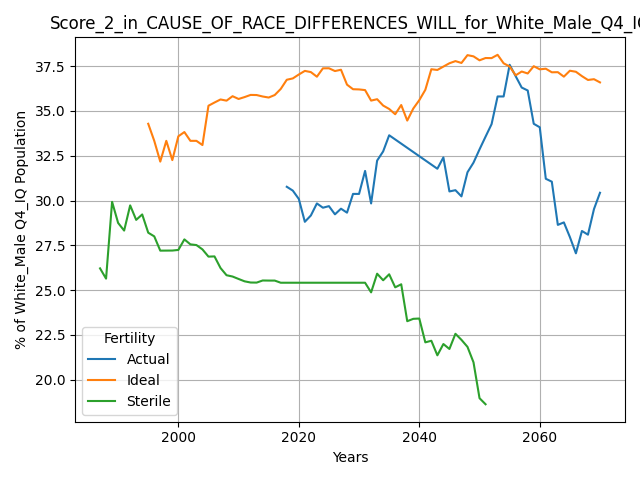 Score_2_in_CAUSE_OF_RACE_DIFFERENCES_WILL_for_White_Male_Q4_IQ
37.5
35.0
32.5
30.0
27.5
25.0
22.5
20.0
% of White_Male Q4_IQ Population
Fertility
Actual
Ideal
Sterile
2000
2020
2040
2060
Years